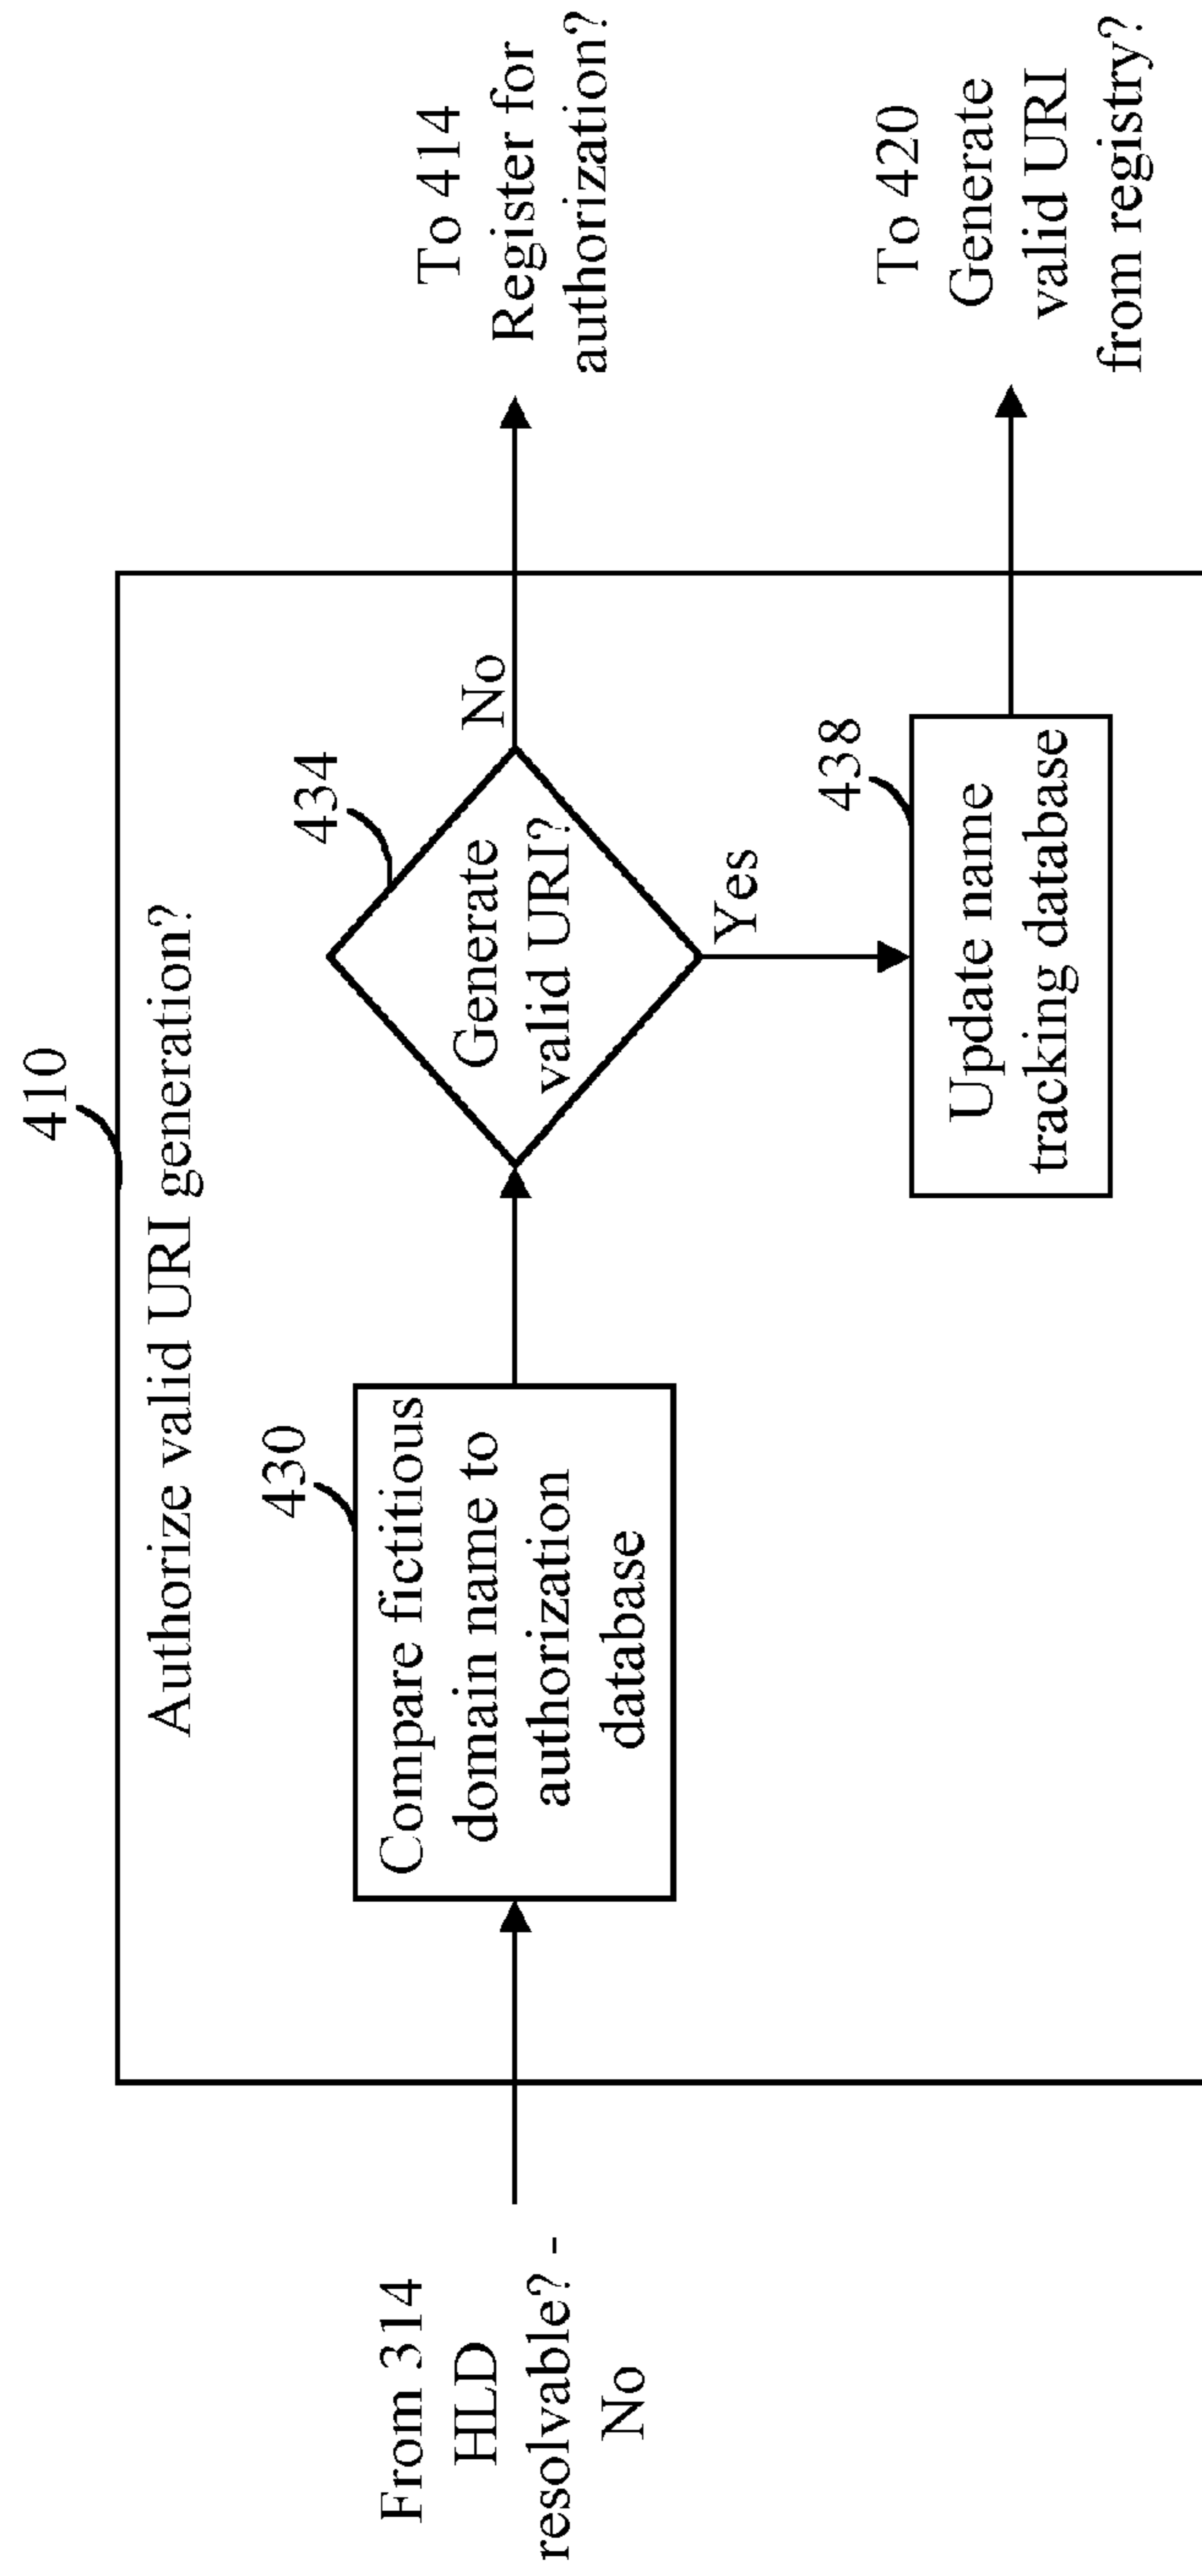 410
Authorize valid URI generation?
From 314
HLD
resolvable? -
No
430
Compare fictitious
domain name to
authorization
database
434
Generate
valid URI?
No
To 414
Register for
authorization?
Yes
438
Update name
tracking database
To 420
Generate
valid URI
from registry?